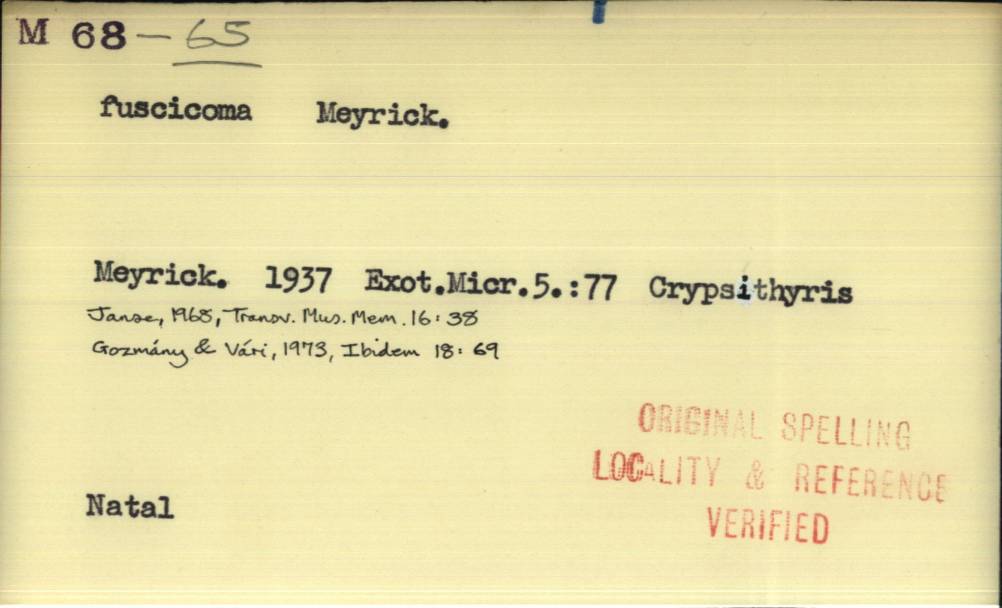 M 68 - 65
fuscicoma Meyrick.
Meyrick. 1937 Exot.Micr.5.:77 Crypsithyris
Janse, 1968, Transv. Mus. Mem. 16: 38
Gozmány & Vári, 1973, Ibidem 18: 69
ORIGINAL SPELLING
LOCALITY & REFERENCE
VERIFIED
Natal